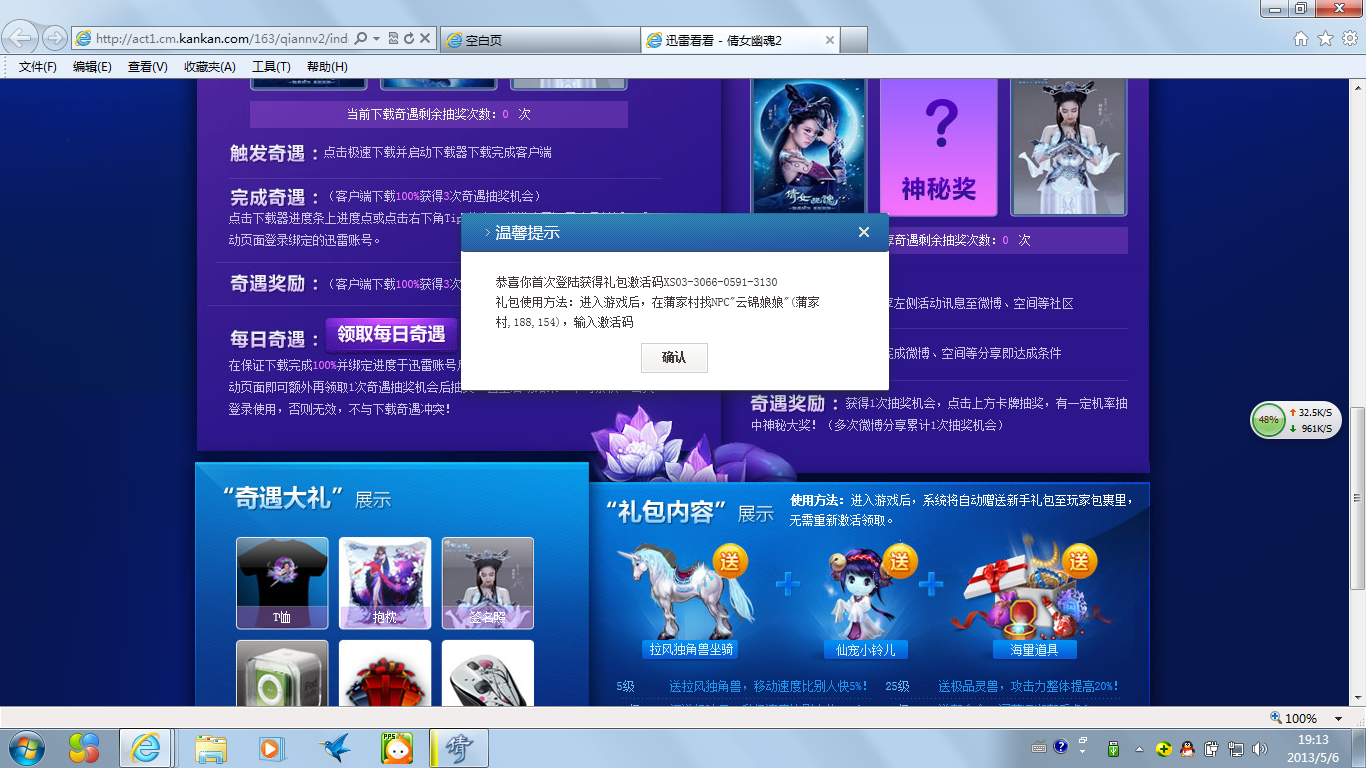 http://act1.cm.kankan.com/163/qiannv2/ind
空白页
迅雷看看 - 倩女幽魂2
文件(F) 编辑(E) 查看(V) 收藏夹(A) 工具(T) 帮助(H)
当前下载奇遇剩余抽奖次数: 0 次
触发奇遇：点击极速下载并启动下载器下载完成客户端
完成奇遇：（客户端下载100%获得3次奇遇抽奖机会）
点击下载器进度条上进度点或点击右下角Tip
动页面登录绑定的迅雷账号。
奇遇奖励：（客户端下载100%获得3
每日奇遇：领取每日奇遇
在保证下载完成100%并绑定进度于迅雷账号
动页面即可额外再领取1次奇遇抽奖机会后抽
登录使用，否则无效，不与下载奇遇冲突!
倩女幽魂
?
神秘奖
享奇遇剩余抽奖次数: 0 次
享左侧活动讯息至微博、空间等社区
完成微博、空间等分享即达成条件
奇遇奖励：获得1次抽奖机会，点击上方卡牌抽奖，有一定机率抽
中神秘大奖! （多次微博分享累计1次抽奖机会）
温馨提示
恭喜你首次登陆获得礼包激活码XS03-3066-0591-3130
礼包使用方法: 进入游戏后，在蒲家村找NPC"云锦娘娘"(蒲家
村,188,154)，输入激活码
确认
48%
32.5K/S
961K/S
“奇遇大礼” 展示
T恤
抱枕
签名照
“礼包内容” 展示
使用方法: 进入游戏后，系统将自动赠送新手礼包至玩家包裹里，
无需重新激活领取。
送
送
送
拉风独角兽坐骑
仙宠小铃儿
海量道具
5级 送拉风独角兽，移动速度比别人快5%!
25级 送极品灵兽，攻击力整体提高20%!
100%
PPS
倩
19:13
2013/5/6